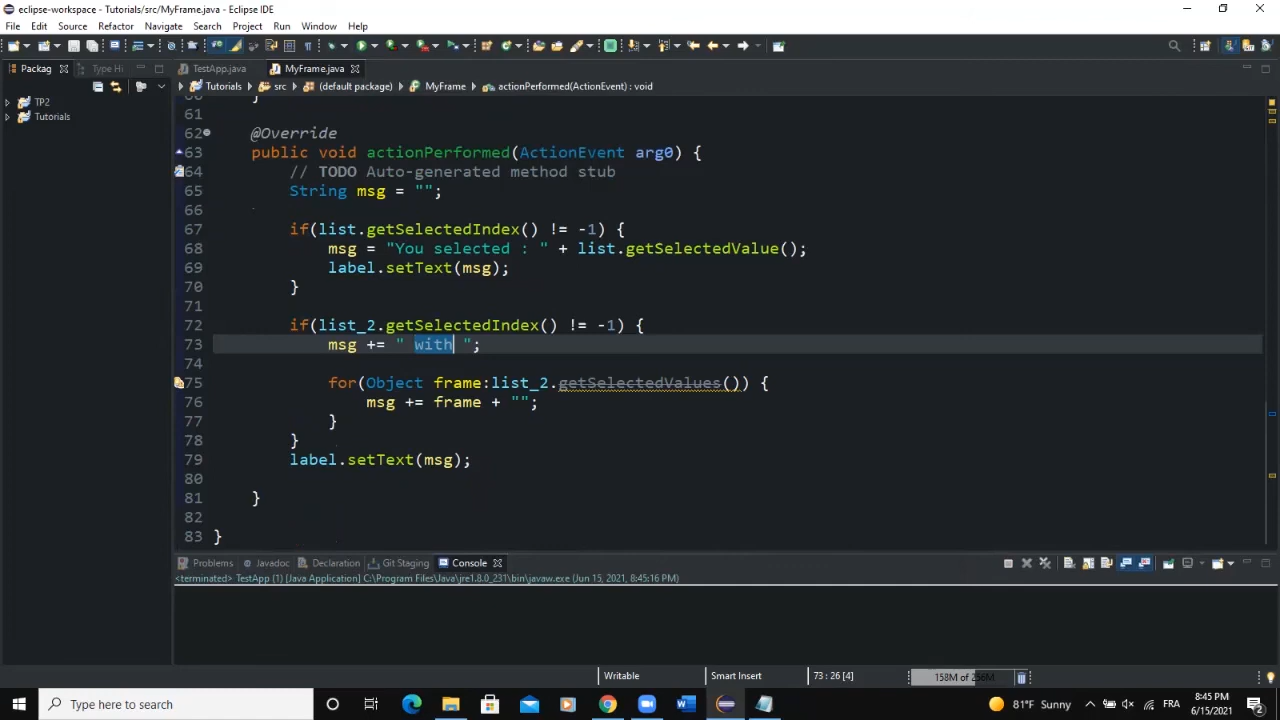 eclipse-workspace - Tutorials/src/MyFrame.java - Eclipse IDE
File Edit Source Refactor Navigate Search Project Run Window Help
Packag Type Hi TestApp.java MyFrame.java
Tutorials src (default package) MyFrame actionPerformed(ActionEvent) : void
TP2
Tutorials
60 }
61
62 @Override
63 public void actionPerformed(ActionEvent arg0) {
64 // TODO Auto-generated method stub
65 String msg = "";
66
67 if(list.getSelectedIndex() != -1) {
68 msg = "You selected : " + list.getSelectedValue();
69 label.setText(msg);
70 }
71
72 if(list_2.getSelectedIndex() != -1) {
73 msg += " with ";
74
75 for(Object frame:list_2.getSelectedValues()) {
76 msg += frame + "";
77 }
78 }
79 label.setText(msg);
80
81 }
82
83 }
Problems Javadoc Declaration Git Staging Console
<terminated> TestApp (1) [Java Application] C:\Program Files\Java\jre1.8.0_231\bin\javaw.exe (Jun 15, 2021, 8:45:16 PM)
Writable Smart Insert 73 : 26 [4] 158M of 256M
Type here to search 81°F Sunny FRA 8:45 PM
6/15/2021 2